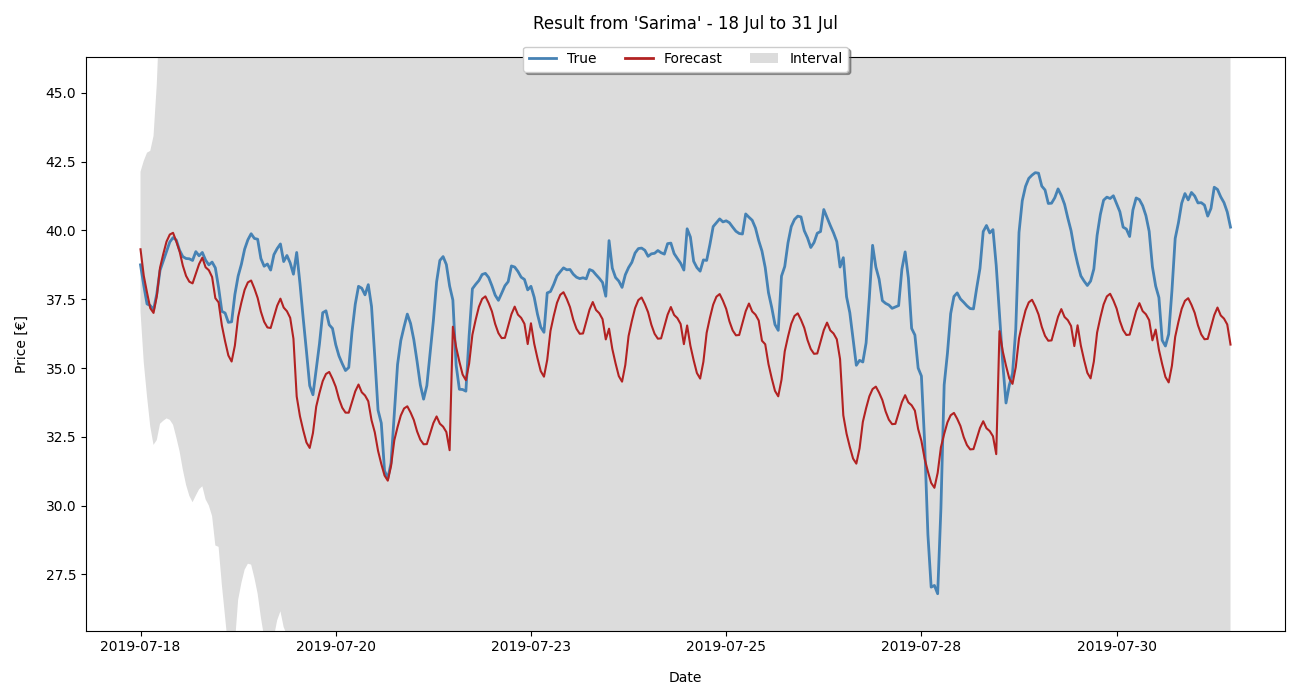 Result from 'Sarima' - 18 Jul to 31 Jul
True Forecast Interval
45.0
42.5
40.0
37.5
35.0
32.5
30.0
27.5
Price [€]
2019-07-18 2019-07-20 2019-07-23 2019-07-25 2019-07-28 2019-07-30
Date